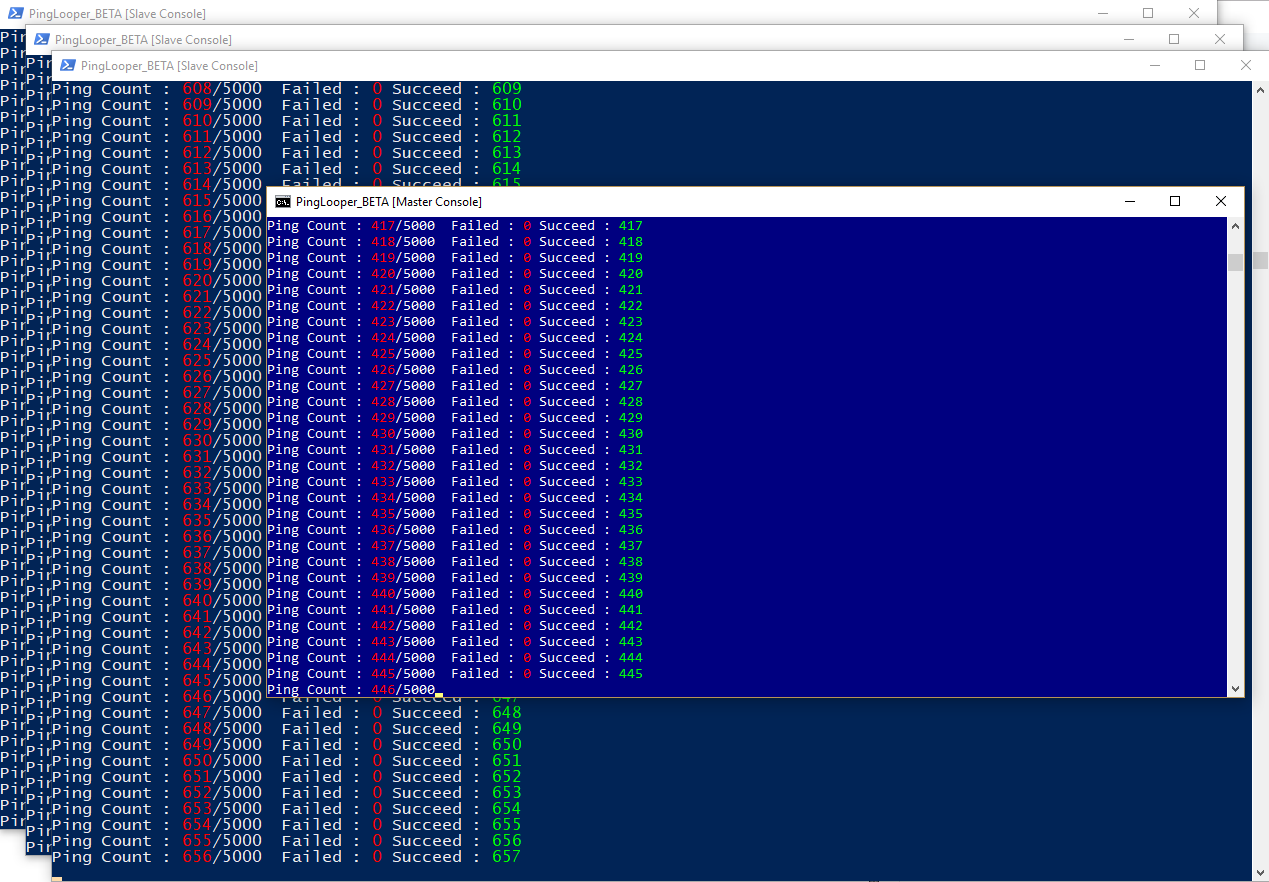 PingLooper_BETA [Slave Console]
PingLooper_BETA [Slave Console]
PingLooper_BETA [Slave Console]
Ping Count : 608/5000  Failed : 0 Succeed : 609
Ping Count : 609/5000  Failed : 0 Succeed : 610
Ping Count : 610/5000  Failed : 0 Succeed : 611
Ping Count : 611/5000  Failed : 0 Succeed : 612
Ping Count : 612/5000  Failed : 0 Succeed : 613
Ping Count : 613/5000  Failed : 0 Succeed : 614
Ping Count : 614/5000  Failed : 0 Succeed : 615
Ping Count : 615/5000
Ping Count : 616/5000
Ping Count : 617/5000
Ping Count : 618/5000
Ping Count : 619/5000
Ping Count : 620/5000
Ping Count : 621/5000
Ping Count : 622/5000
Ping Count : 623/5000
Ping Count : 624/5000
Ping Count : 625/5000
Ping Count : 626/5000
Ping Count : 627/5000
Ping Count : 628/5000
Ping Count : 629/5000
Ping Count : 630/5000
Ping Count : 631/5000
Ping Count : 632/5000
Ping Count : 633/5000
Ping Count : 634/5000
Ping Count : 635/5000
Ping Count : 636/5000
Ping Count : 637/5000
Ping Count : 638/5000
Ping Count : 639/5000
Ping Count : 640/5000
Ping Count : 641/5000
Ping Count : 642/5000
Ping Count : 643/5000
Ping Count : 644/5000
Ping Count : 645/5000
Ping Count : 646/5000  Failed : 0 Succeed : 647
Ping Count : 647/5000  Failed : 0 Succeed : 648
Ping Count : 648/5000  Failed : 0 Succeed : 649
Ping Count : 649/5000  Failed : 0 Succeed : 650
Ping Count : 650/5000  Failed : 0 Succeed : 651
Ping Count : 651/5000  Failed : 0 Succeed : 652
Ping Count : 652/5000  Failed : 0 Succeed : 653
Ping Count : 653/5000  Failed : 0 Succeed : 654
Ping Count : 654/5000  Failed : 0 Succeed : 655
Ping Count : 655/5000  Failed : 0 Succeed : 656
Ping Count : 656/5000  Failed : 0 Succeed : 657
PingLooper_BETA [Master Console]
Ping Count : 417/5000  Failed : 0 Succeed : 417
Ping Count : 418/5000  Failed : 0 Succeed : 418
Ping Count : 419/5000  Failed : 0 Succeed : 419
Ping Count : 420/5000  Failed : 0 Succeed : 420
Ping Count : 421/5000  Failed : 0 Succeed : 421
Ping Count : 422/5000  Failed : 0 Succeed : 422
Ping Count : 423/5000  Failed : 0 Succeed : 423
Ping Count : 424/5000  Failed : 0 Succeed : 424
Ping Count : 425/5000  Failed : 0 Succeed : 425
Ping Count : 426/5000  Failed : 0 Succeed : 426
Ping Count : 427/5000  Failed : 0 Succeed : 427
Ping Count : 428/5000  Failed : 0 Succeed : 428
Ping Count : 429/5000  Failed : 0 Succeed : 429
Ping Count : 430/5000  Failed : 0 Succeed : 430
Ping Count : 431/5000  Failed : 0 Succeed : 431
Ping Count : 432/5000  Failed : 0 Succeed : 432
Ping Count : 433/5000  Failed : 0 Succeed : 433
Ping Count : 434/5000  Failed : 0 Succeed : 434
Ping Count : 435/5000  Failed : 0 Succeed : 435
Ping Count : 436/5000  Failed : 0 Succeed : 436
Ping Count : 437/5000  Failed : 0 Succeed : 437
Ping Count : 438/5000  Failed : 0 Succeed : 438
Ping Count : 439/5000  Failed : 0 Succeed : 439
Ping Count : 440/5000  Failed : 0 Succeed : 440
Ping Count : 441/5000  Failed : 0 Succeed : 441
Ping Count : 442/5000  Failed : 0 Succeed : 442
Ping Count : 443/5000  Failed : 0 Succeed : 443
Ping Count : 444/5000  Failed : 0 Succeed : 444
Ping Count : 445/5000  Failed : 0 Succeed : 445
Ping Count : 446/5000